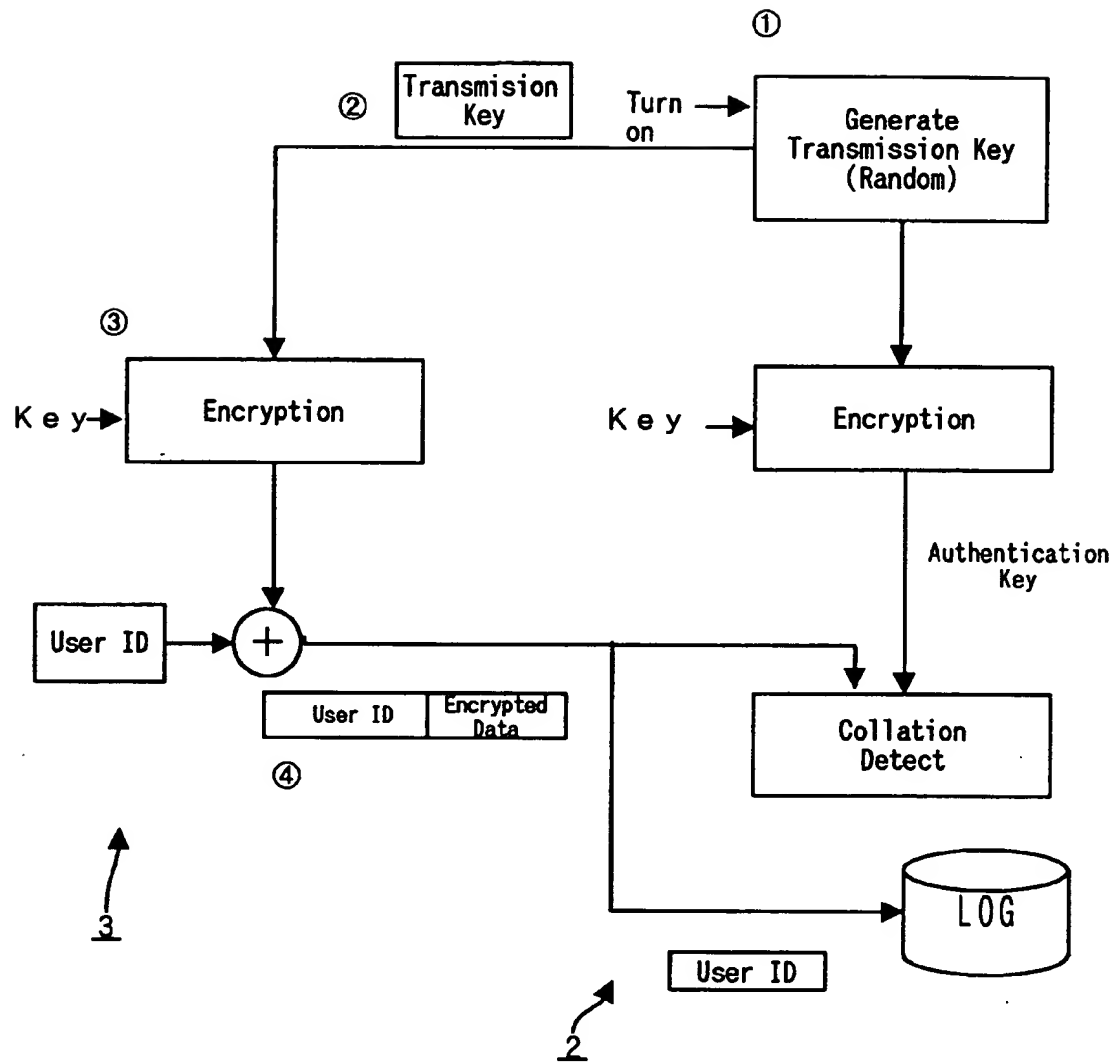 ①
②
Transmision
Key
Turn
on
Generate
Transmission Key
(Random)
③
Key
Encryption
Key
Encryption
Authentication
Key
User ID
+
User ID
Encrypted
Data
④
Collation
Detect
3
LOG
User ID
2